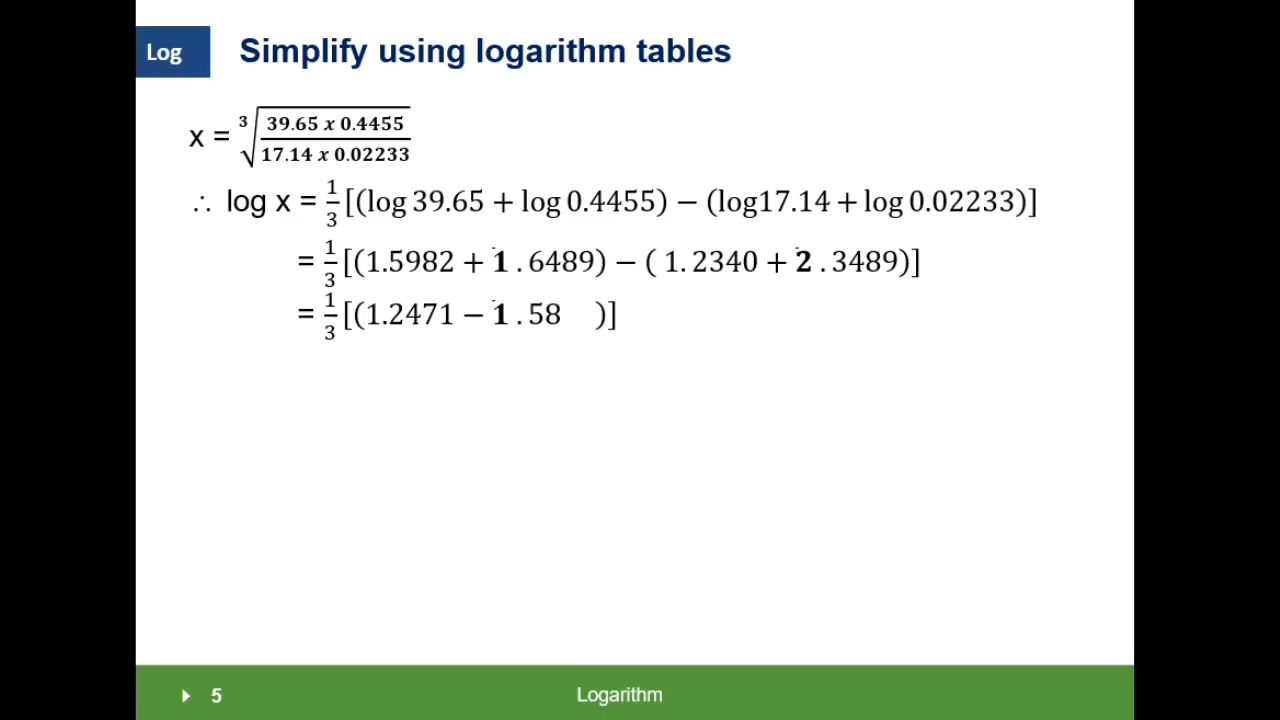 Log
Simplify using logarithm tables
x = ∛((39.65 x 0.4455)/(17.14 x 0.02233))
∴ log x = 1/3 [(log 39.65 + log 0.4455) − (log17.14 + log 0.02233)]
= 1/3 [(1.5982 + 1̄ . 6489) − ( 1. 2340 + 2̄ . 3489)]
= 1/3 [(1.2471 − 1̄ . 58 )]
5
Logarithm